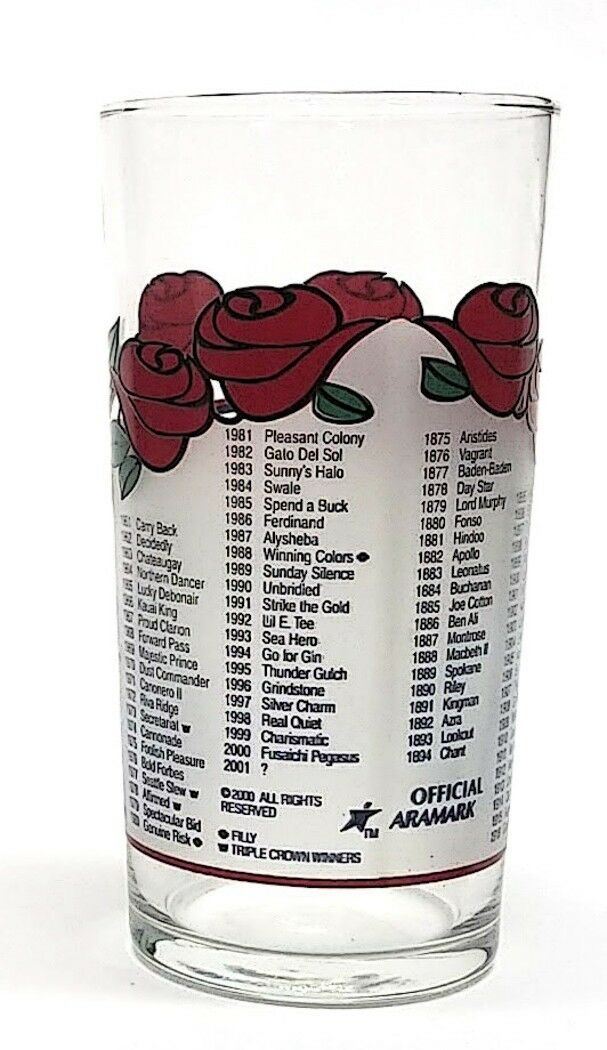 1961 Carry Back
1962 Decidedly
1963 Chateaugay
1964 Northern Dancer
1965 Lucky Debonair
1966 Kauai King
1967 Proud Clarion
1968 Forward Pass
1969 Majestic Prince
1970 Dust Commander
1971 Canonero II
1972 Riva Ridge
1973 Secretariat
1974 Cannonade
1975 Foolish Pleasure
1976 Bold Forbes
1977 Seattle Slew
1978 Affirmed
1979 Spectacular Bid
1980 Genuine Risk
1981 Pleasant Colony
1982 Gato Del Sol
1983 Sunny's Halo
1984 Swale
1985 Spend a Buck
1986 Ferdinand
1987 Alysheba
1988 Winning Colors
1989 Sunday Silence
1990 Unbridled
1991 Strike the Gold
1992 Lil E. Tee
1993 Sea Hero
1994 Go for Gin
1995 Thunder Gulch
1996 Grindstone
1997 Silver Charm
1998 Real Quiet
1999 Charismatic
2000 Fusaichi Pegasus
2001 ?
©2000 ALL RIGHTS
RESERVED
FILLY
TRIPLE CROWN WINNERS
1875 Aristides
1876 Vagrant
1877 Baden-Baden
1878 Day Star
1879 Lord Murphy
1880 Fonso
1881 Hindoo
1882 Apollo
1883 Leonatus
1884 Buchanan
1885 Joe Cotton
1886 Ben Ali
1887 Montrose
1888 Macbeth II
1889 Spokane
1890 Riley
1891 Kingman
1892 Azra
1893 Lookout
1894 Chant
OFFICIAL
TM ARAMARK